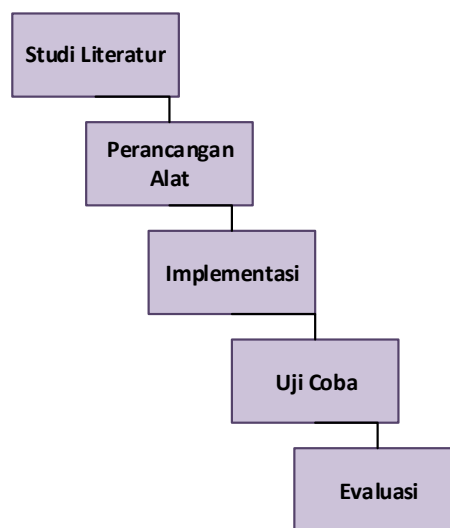 Studi Literatur
Perancangan
Alat
Implementasi
Uji Coba
Evaluasi